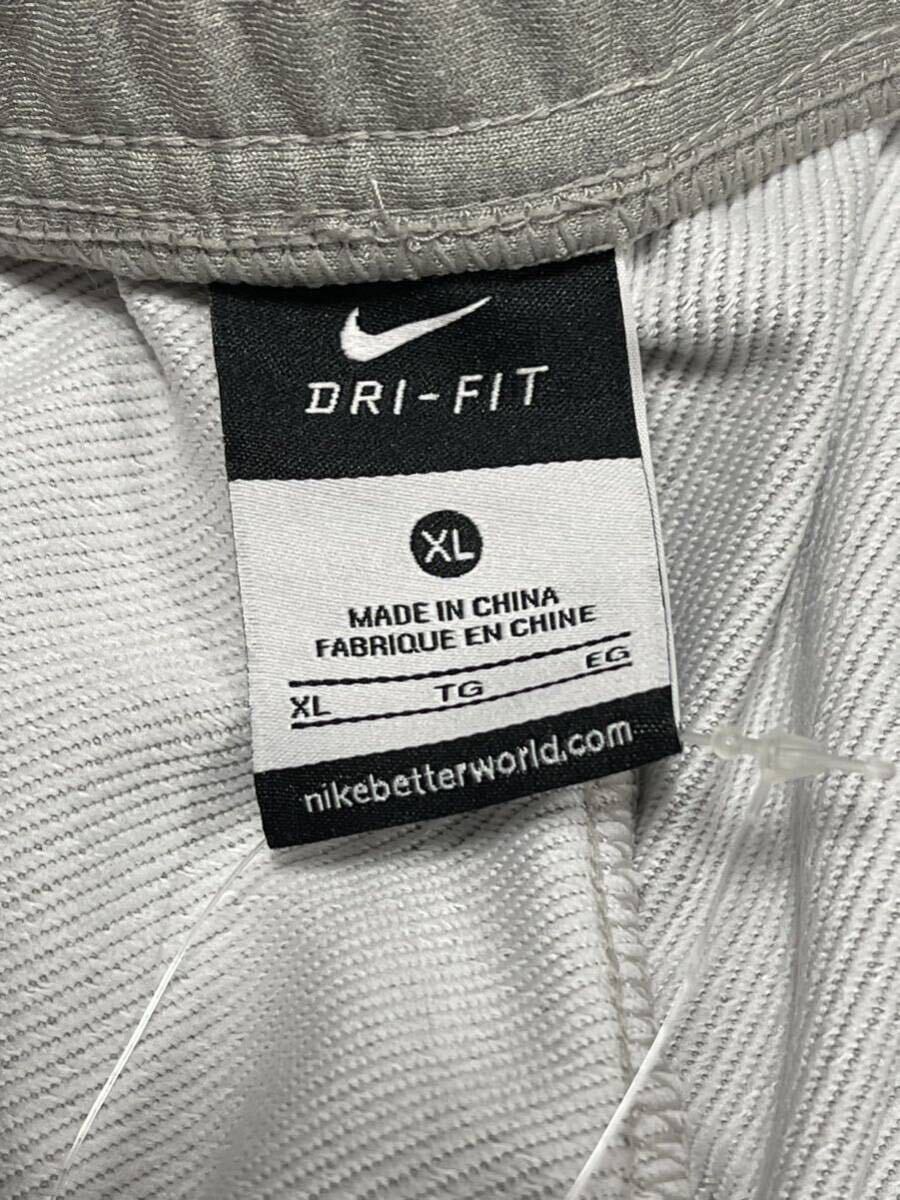 DRI-FIT
XL
MADE IN CHINA
FABRIQUE EN CHINE
XL TG EG
nikebetterworld.com